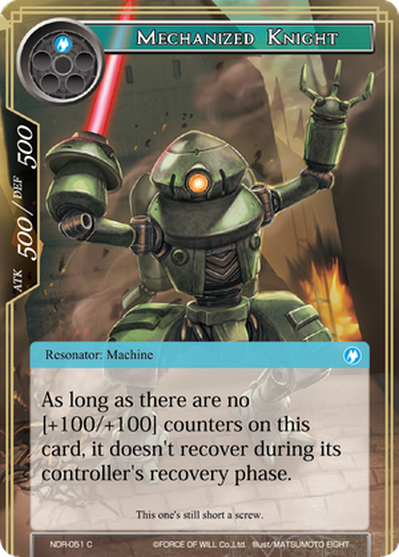 MECHANIZED KNIGHT
ATK 500 / DEF 500
Resonator: Machine
As long as there are no
[+100/+100] counters on this
card, it doesn't recover during its
controller's recovery phase.
This one's still short a screw.
NDR-051 C ©FORCE OF WILL Co.,Ltd. Illust/MATSUMOTO EIGHT